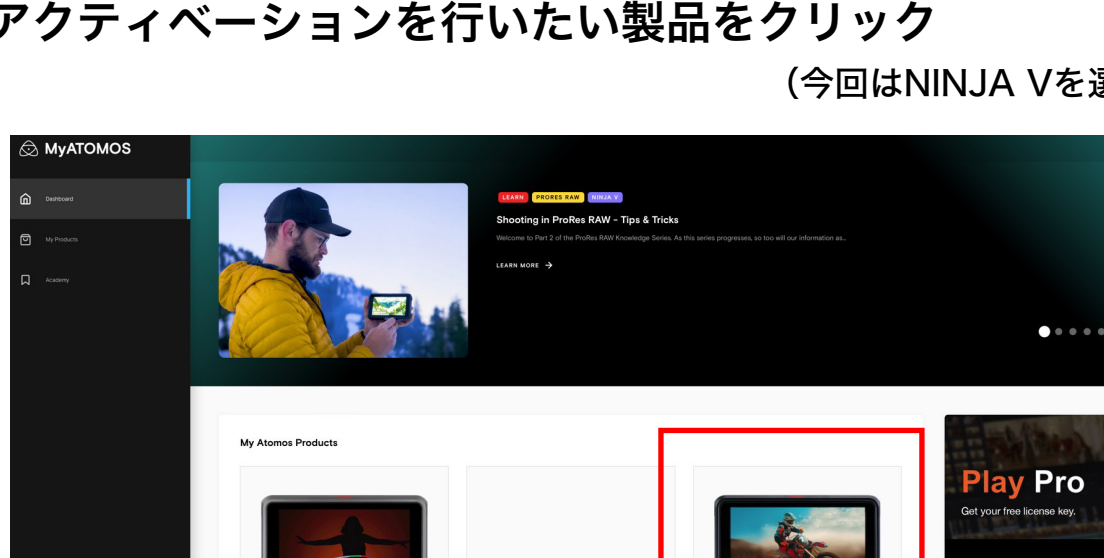 アクティベーションを行いたい製品をクリック
（今回はNINJA Vを選
MyATOMOS
Dashboard
My Products
Academy
LEARN PRORES RAW NINJA V
Shooting in ProRes RAW – Tips & Tricks
Welcome to Part 2 of the ProRes RAW Knowledge Series. As this series progresses, so too will our information as...
LEARN MORE →
My Atomos Products
Play Pro
Get your free license key.